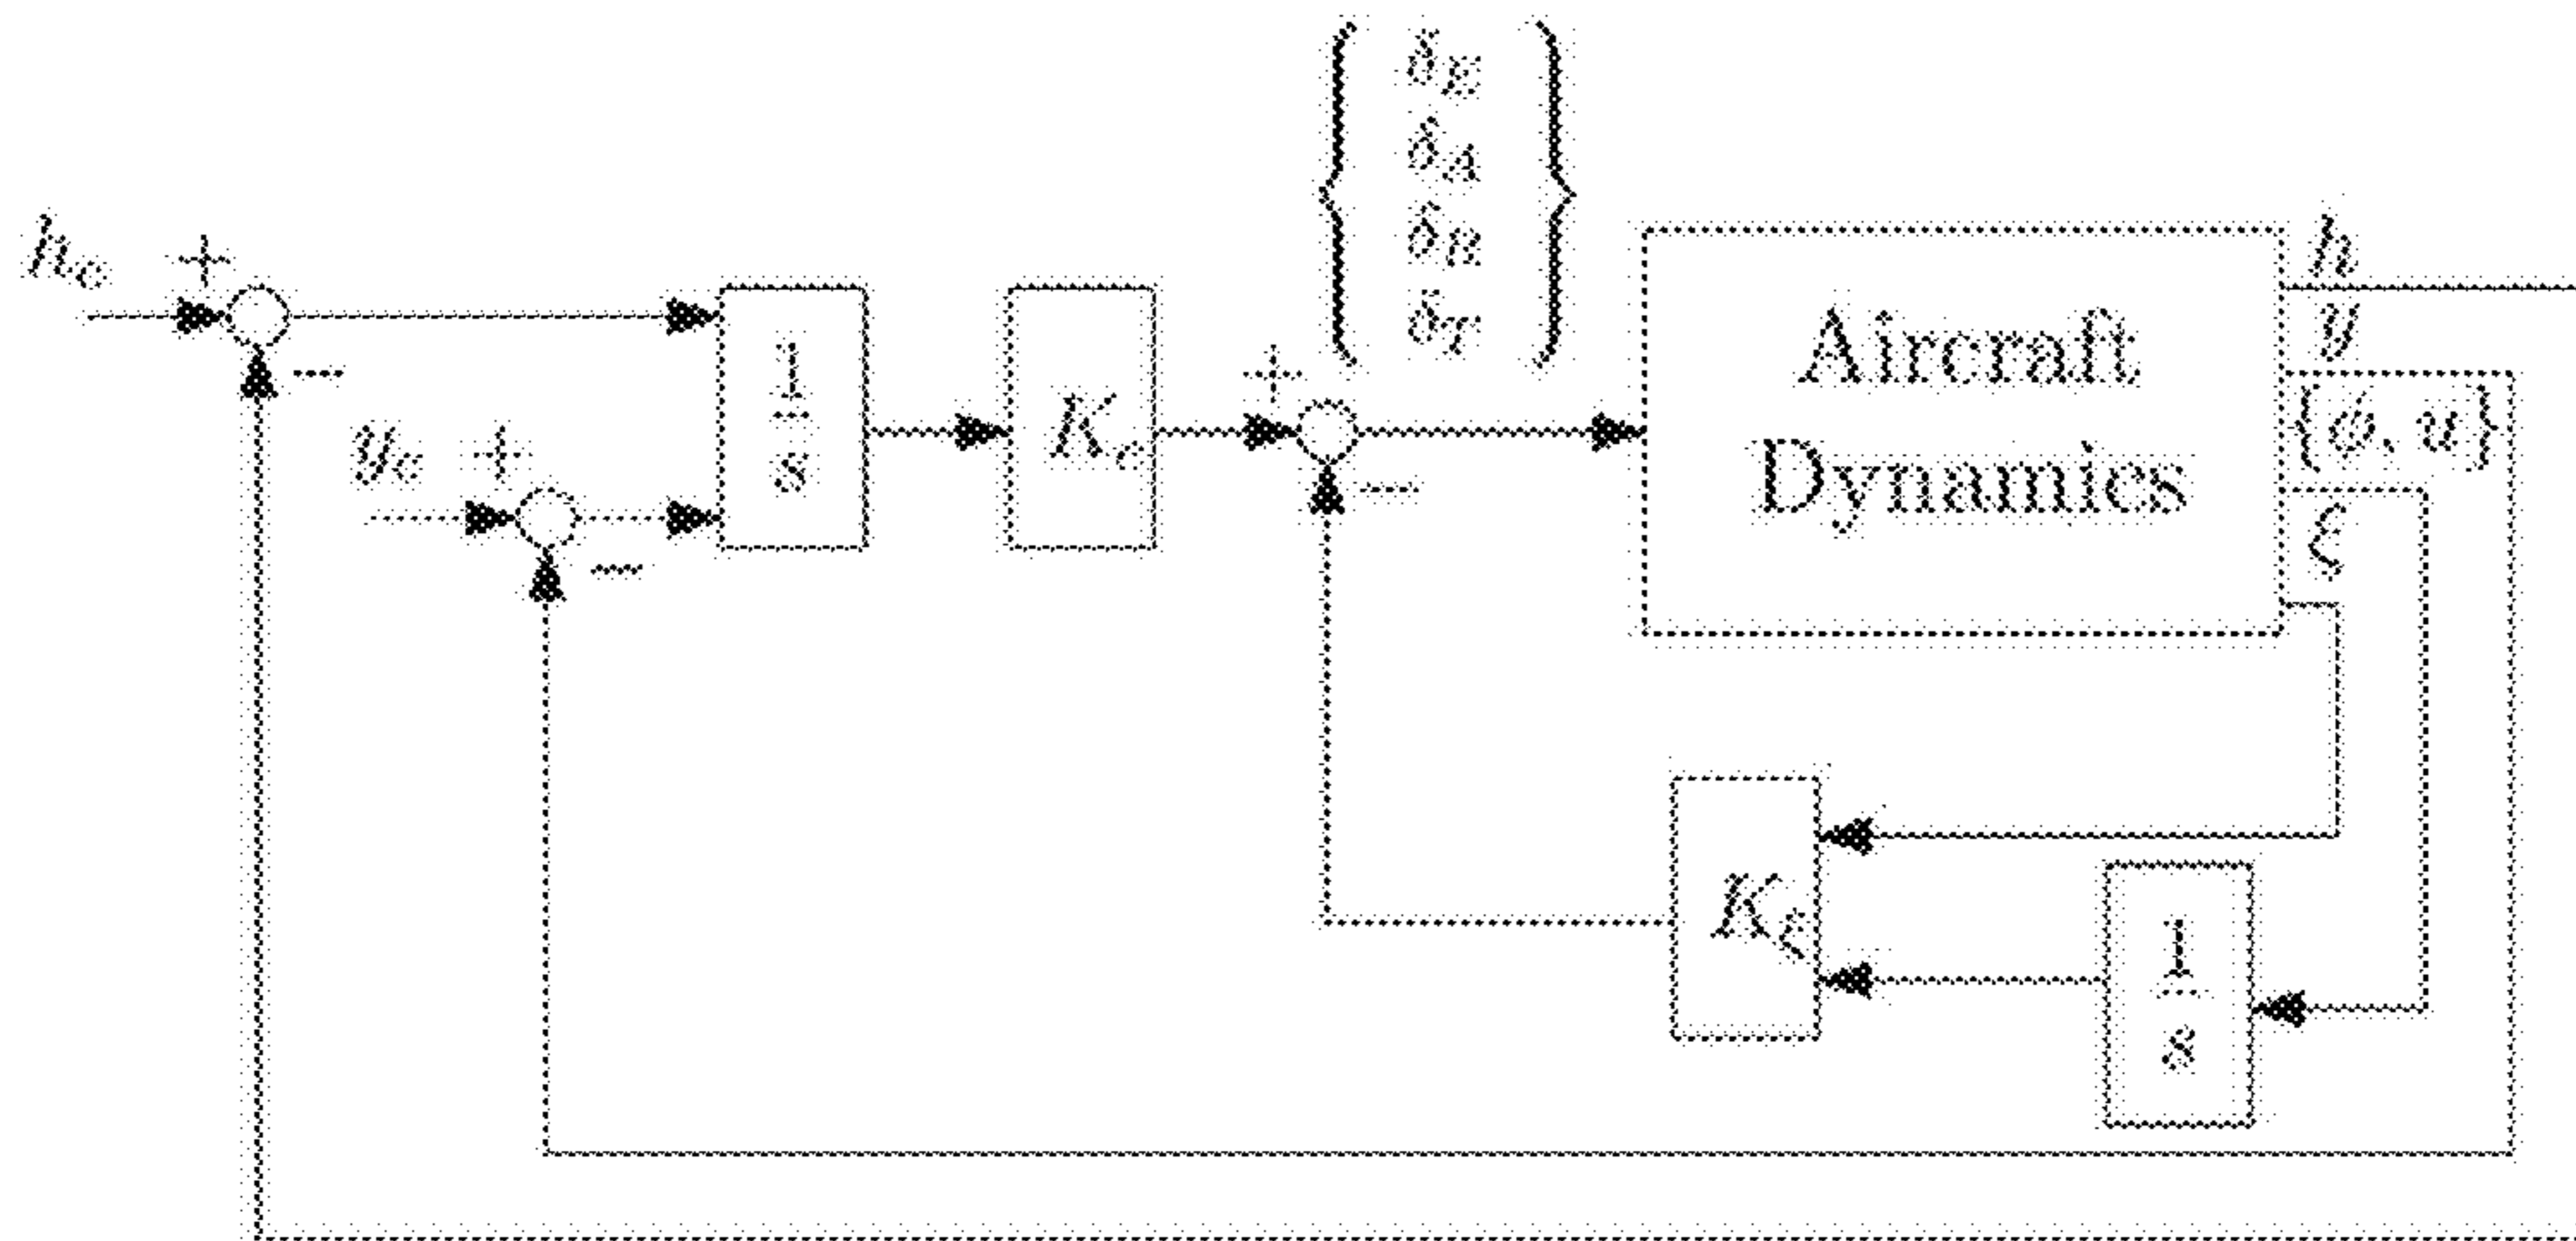 δ_E
δ_A
δ_R
δ_T
h_c
+
−
y_c
+
−
1
s
K_c
+
−
Aircraft
Dynamics
h
y
{ϕ, u}
ξ
K_ξ
1
s